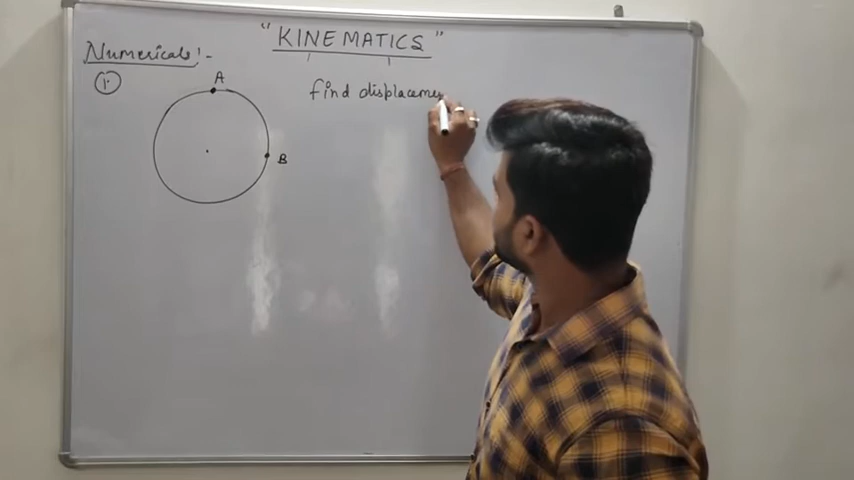 "KINEMATICS"
Numericals:-
1.
A
B
find displaceme